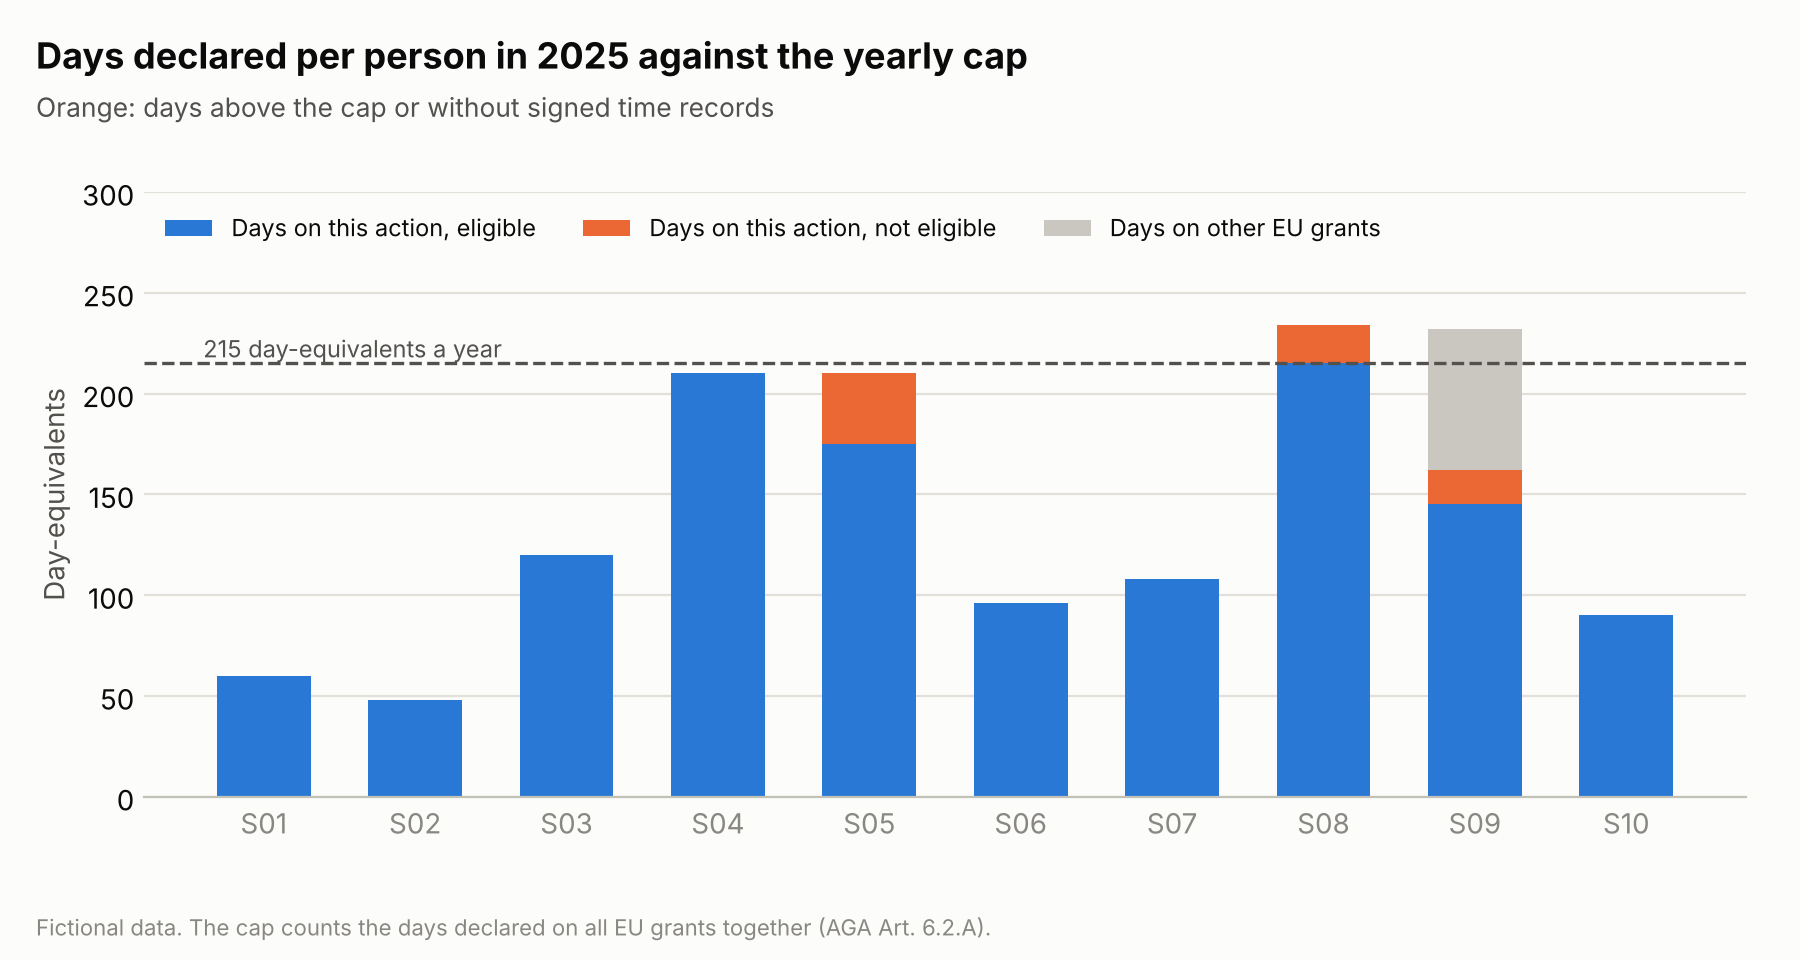 Days declared per person in 2025 against the yearly cap
Orange: days above the cap or without signed time records
300
Days on this action, eligible
Days on this action, not eligible
Days on other EU grants
250
215 day-equivalents a year
200
150
100
50
0
Day-equivalents
S01
S02
S03
S04
S05
S06
S07
S08
S09
S10
Fictional data. The cap counts the days declared on all EU grants together (AGA Art. 6.2.A).